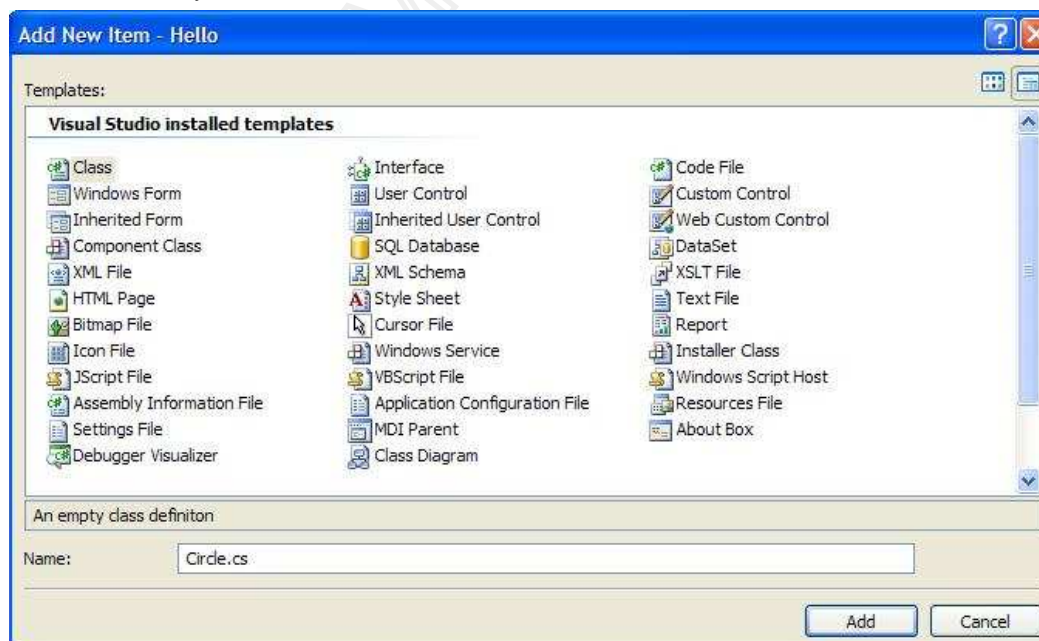 Add New Item - Hello
Templates:
Visual Studio installed templates
Class Interface Code File
Windows Form User Control Custom Control
Inherited Form Inherited User Control Web Custom Control
Component Class SQL Database DataSet
XML File XML Schema XSLT File
HTML Page Style Sheet Text File
Bitmap File Cursor File Report
Icon File Windows Service Installer Class
JScript File VBScript File Windows Script Host
Assembly Information File Application Configuration File Resources File
Settings File MDI Parent About Box
Debugger Visualizer Class Diagram
An empty class definiton
Name: Circle.cs
Add Cancel